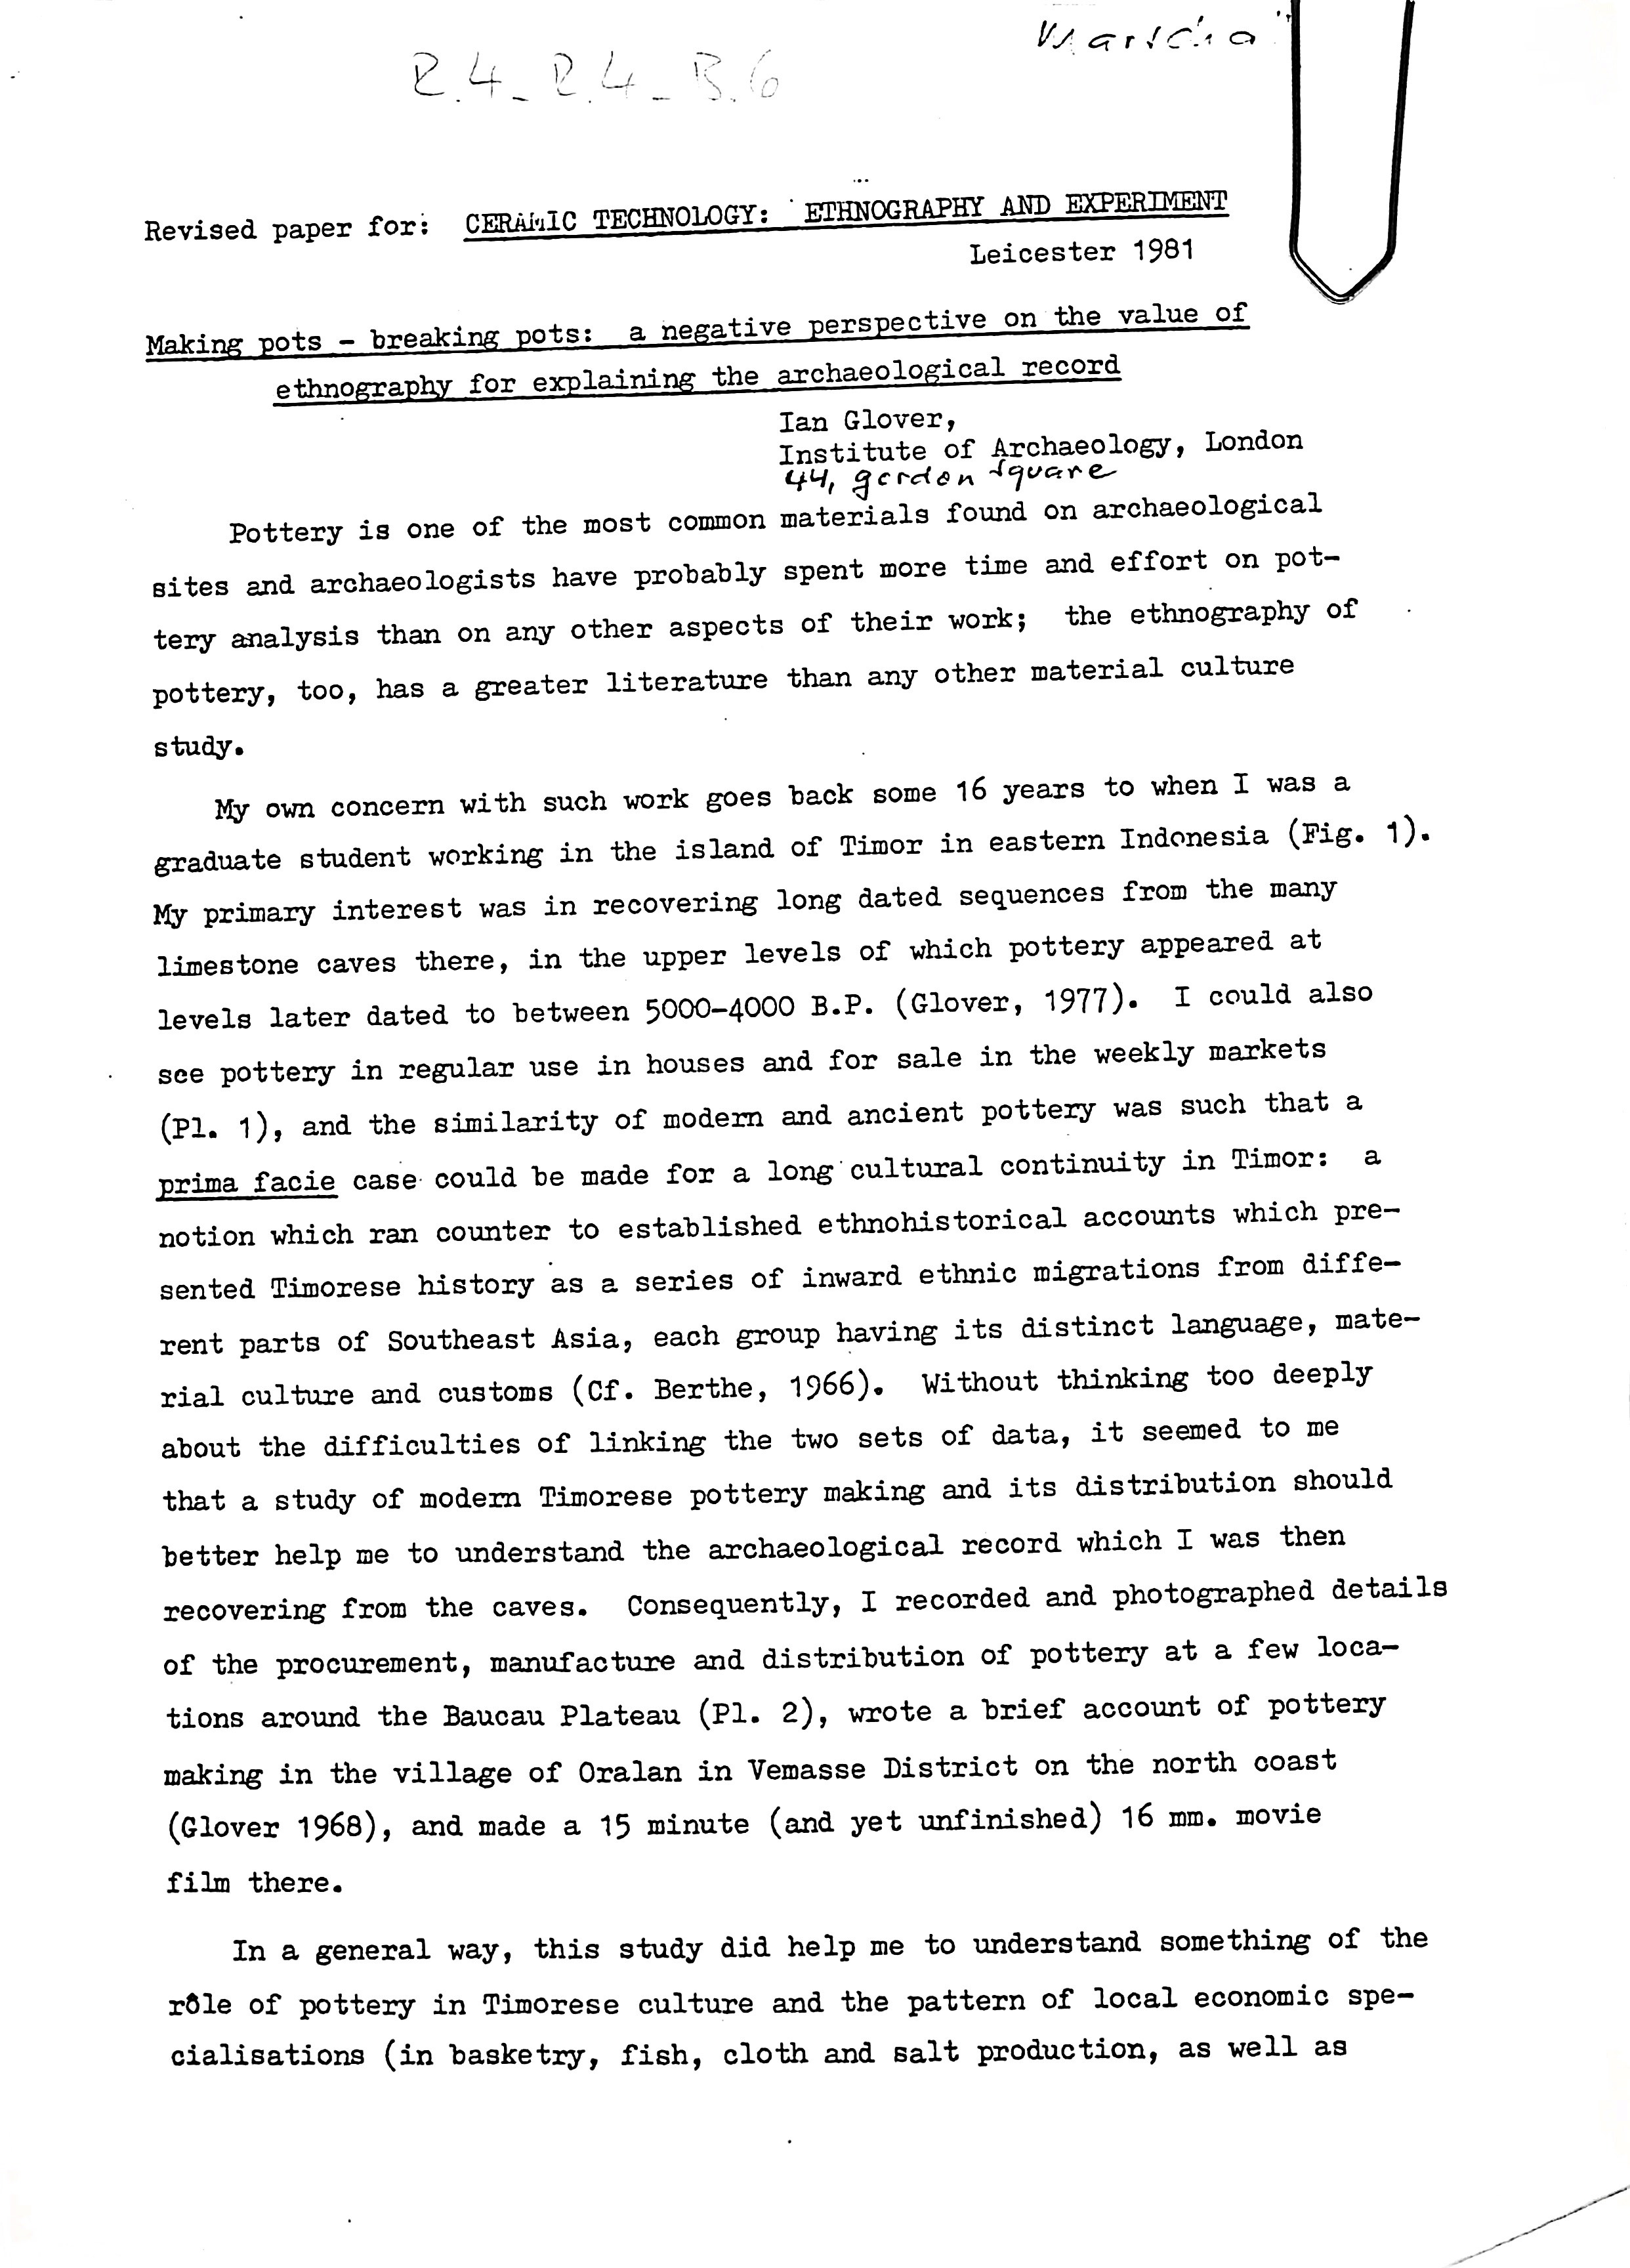 2.4_2.4_B.6
Revised paper for: CERAMIC TECHNOLOGY: ETHNOGRAPHY AND EXPERIMENT
Leicester 1981
Making pots – breaking pots: a negative perspective on the value of
ethnography for explaining the archaeological record
Ian Glover,
Institute of Archaeology, London
44, gordon square
Pottery is one of the most common materials found on archaeological
sites and archaeologists have probably spent more time and effort on pot-
tery analysis than on any other aspects of their work; the ethnography of
pottery, too, has a greater literature than any other material culture
study.
My own concern with such work goes back some 16 years to when I was a
graduate student working in the island of Timor in eastern Indonesia (Fig. 1).
My primary interest was in recovering long dated sequences from the many
limestone caves there, in the upper levels of which pottery appeared at
levels later dated to between 5000-4000 B.P. (Glover, 1977). I could also
see pottery in regular use in houses and for sale in the weekly markets
(Pl. 1), and the similarity of modern and ancient pottery was such that a
prima facie case could be made for a long cultural continuity in Timor: a
notion which ran counter to established ethnohistorical accounts which pre-
sented Timorese history as a series of inward ethnic migrations from diffe-
rent parts of Southeast Asia, each group having its distinct language, mate-
rial culture and customs (Cf. Berthe, 1966). Without thinking too deeply
about the difficulties of linking the two sets of data, it seemed to me
that a study of modern Timorese pottery making and its distribution should
better help me to understand the archaeological record which I was then
recovering from the caves. Consequently, I recorded and photographed details
of the procurement, manufacture and distribution of pottery at a few loca-
tions around the Baucau Plateau (Pl. 2), wrote a brief account of pottery
making in the village of Oralan in Vemasse District on the north coast
(Glover 1968), and made a 15 minute (and yet unfinished) 16 mm. movie
film there.
In a general way, this study did help me to understand something of the
rôle of pottery in Timorese culture and the pattern of local economic spe-
cialisations (in basketry, fish, cloth and salt production, as well as